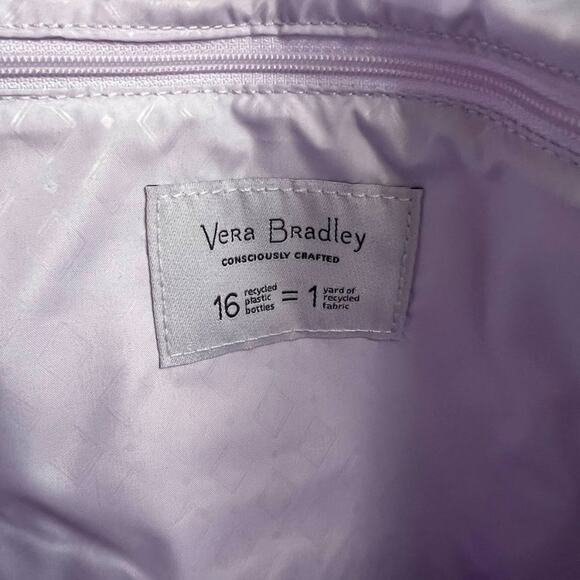 Vera Bradley
CONSCIOUSLY CRAFTED
16 recycled plastic bottles = 1 yard of recycled fabric